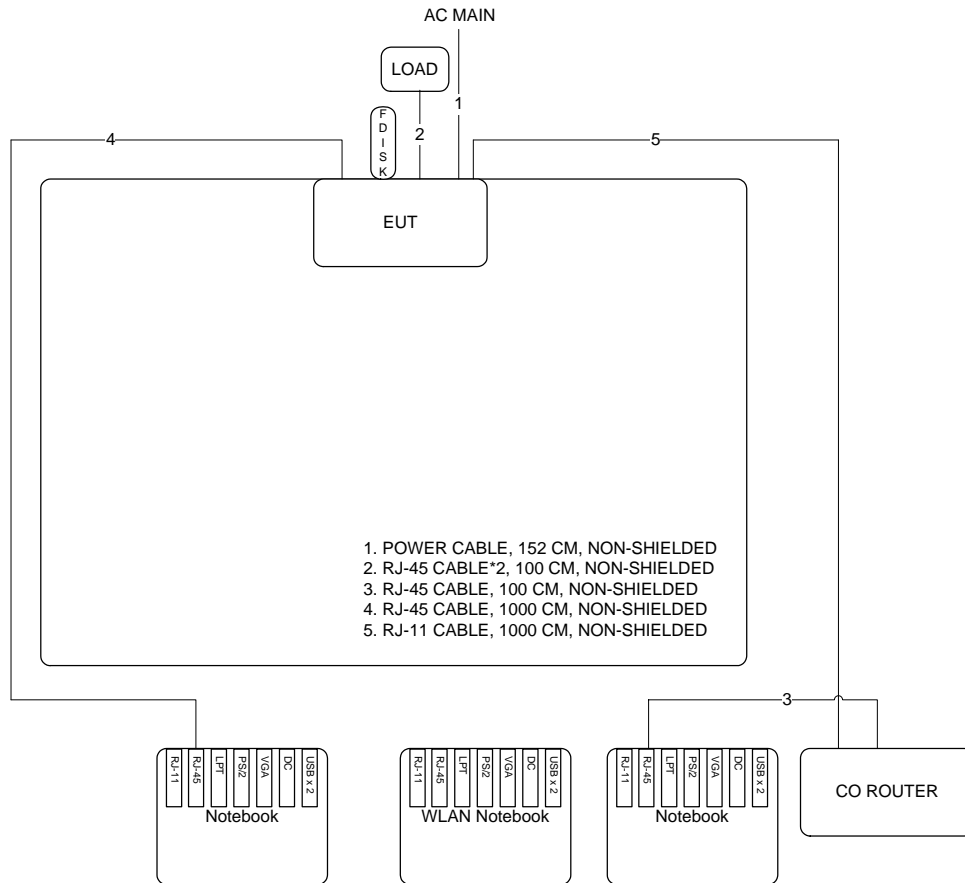 AC MAIN
LOAD
1
FDISK
2
4
5
EUT
1. POWER CABLE, 152 CM, NON-SHIELDED
2. RJ-45 CABLE*2, 100 CM, NON-SHIELDED
3. RJ-45 CABLE, 100 CM, NON-SHIELDED
4. RJ-45 CABLE, 1000 CM, NON-SHIELDED
5. RJ-11 CABLE, 1000 CM, NON-SHIELDED
3
RJ-11
RJ-45
LPT
PS/2
VGA
DC
USB x 2
Notebook
RJ-11
RJ-45
LPT
PS/2
VGA
DC
USB x 2
WLAN Notebook
RJ-11
RJ-45
LPT
PS/2
VGA
DC
USB x 2
Notebook
CO ROUTER